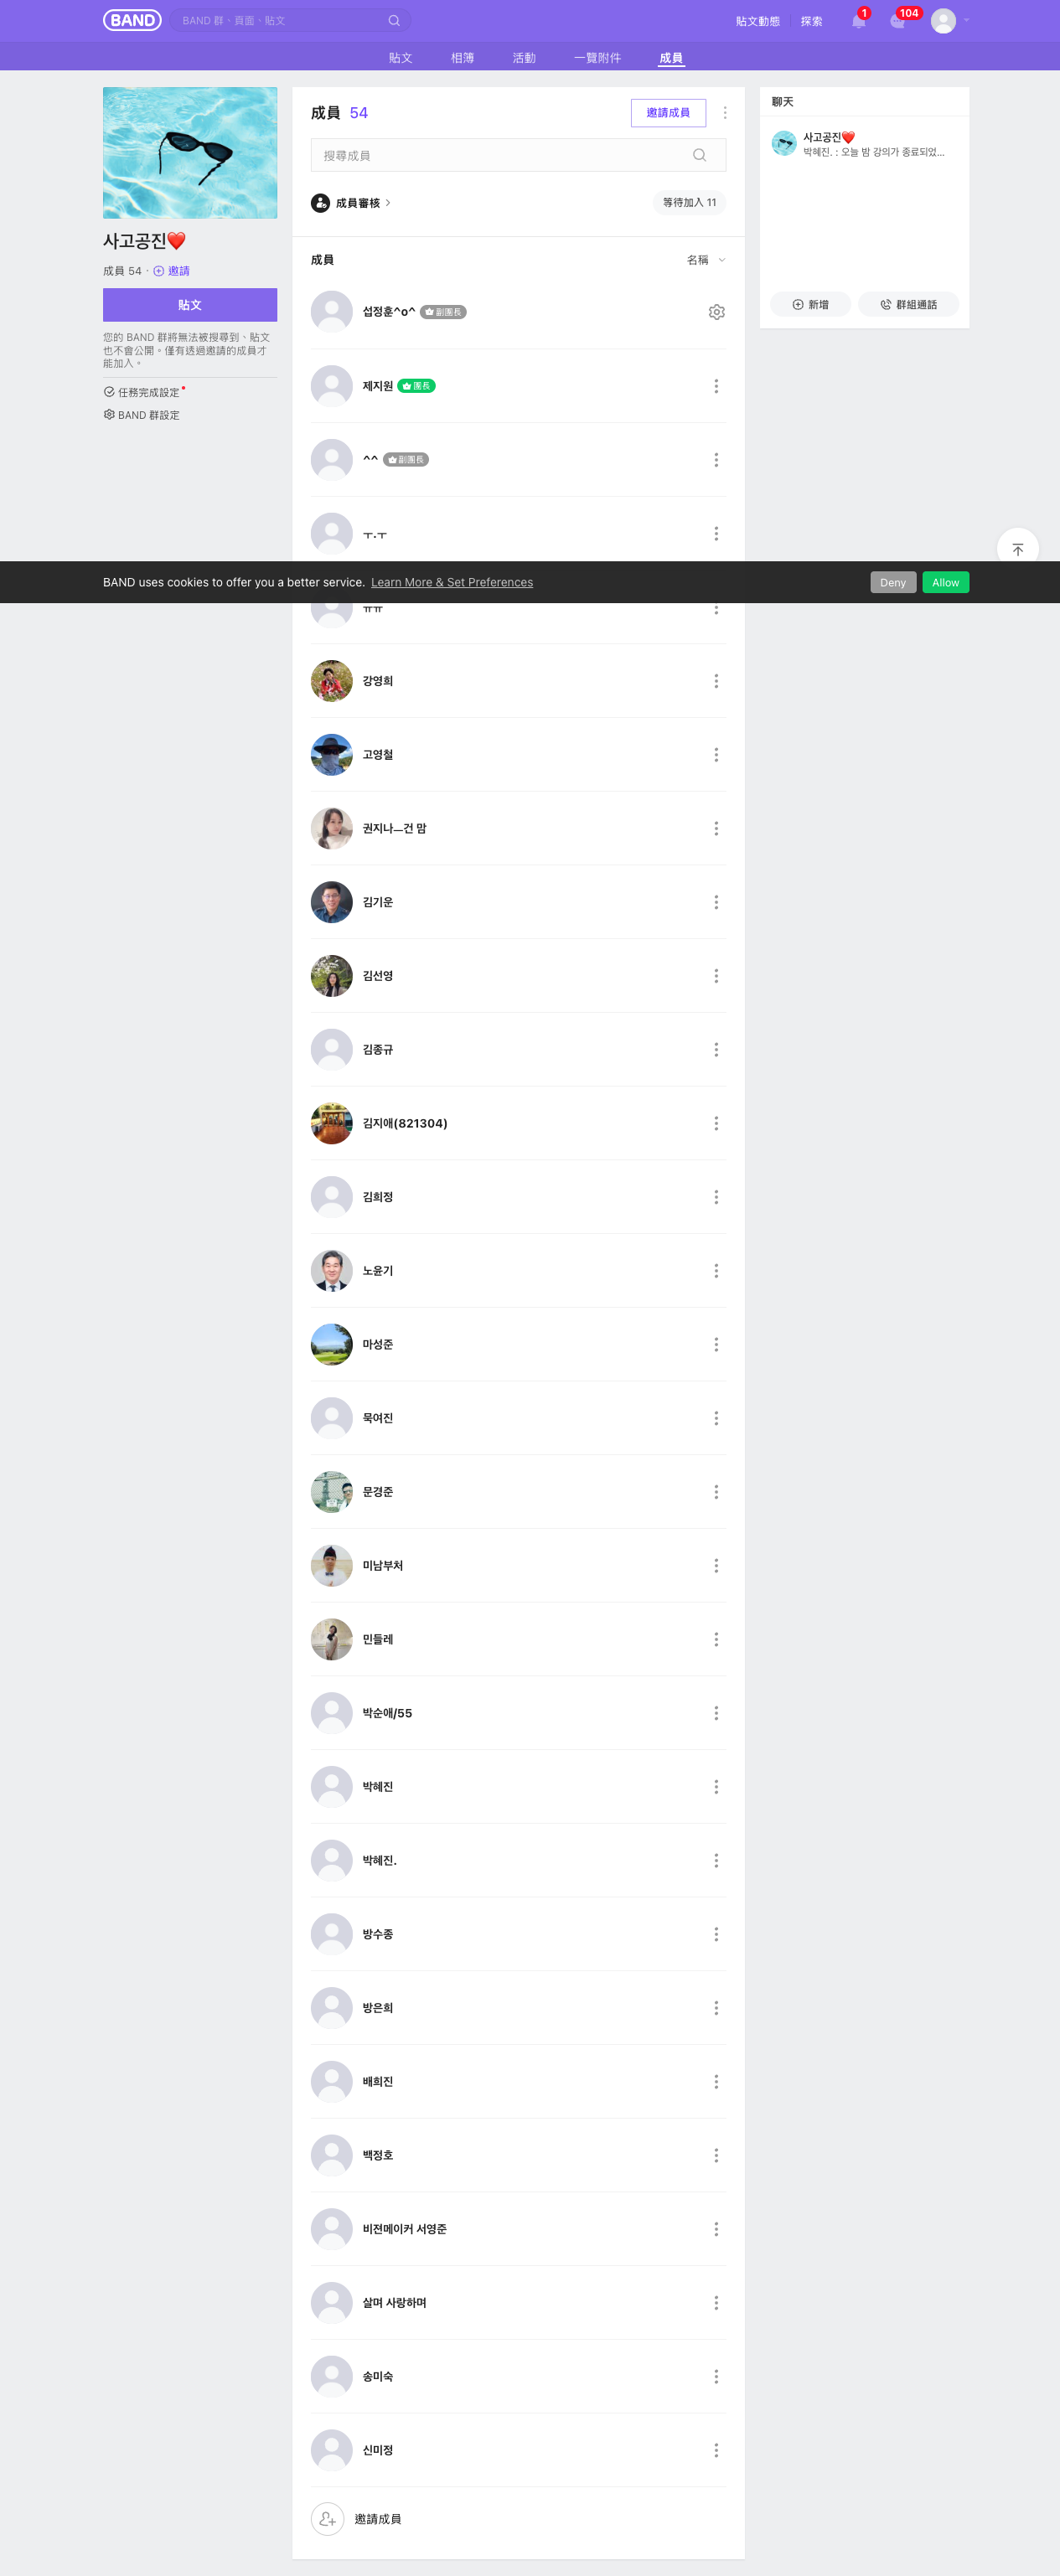 BAND
BAND 群、頁面、貼文
貼文動態
探索
1
104
貼文
相簿
活動
一覽附件
成員
사고공진❤️
成員 54 · 邀請
貼文
您的 BAND 群將無法被搜尋到、貼文
也不會公開。僅有透過邀請的成員才
能加入。
任務完成設定
BAND 群設定
成員 54
邀請成員
搜尋成員
成員審核
等待加入 11
成員
名稱
섭정훈^o^ 副團長
제지원 團長
^^ 副團長
ㅜ.ㅜ
BAND uses cookies to offer you a better service. Learn More & Set Preferences
Deny
Allow
ㅠㅠ
강영희
고영철
권지나ㅡ건 맘
김기운
김선영
김종규
김지애(821304)
김희정
노윤기
마성준
묵여진
문경준
미남부처
민들레
박순애/55
박혜진
박혜진.
방수종
방은희
배희진
백정호
비젼메이커 서영준
살며 사랑하며
송미숙
신미정
邀請成員
聊天
사고공진❤️
박혜진. : 오늘 밤 강의가 종료되었...
新增
群組通話